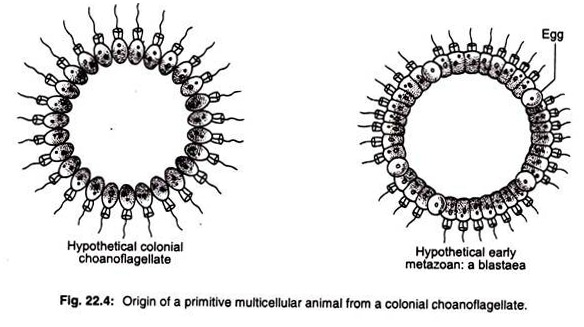 Egg
Hypothetical colonial
choanoflagellate
Hypothetical early
metazoan: a blastaea
Fig. 22.4: Origin of a primitive multicellular animal from a colonial choanoflagellate.